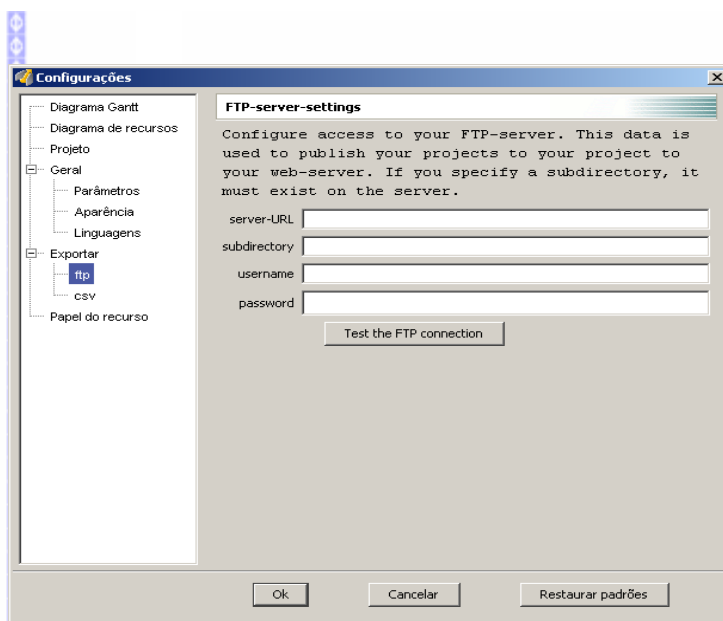 Configurações
Diagrama Gantt
Diagrama de recursos
Projeto
Geral
Parâmetros
Aparência
Linguagens
Exportar
ftp
csv
Papel do recurso
FTP-server-settings
Configure access to your FTP-server. This data is
used to publish your projects to your project to
your web-server. If you specify a subdirectory, it
must exist on the server.
server-URL
subdirectory
username
password
Test the FTP connection
Ok Cancelar Restaurar padrões